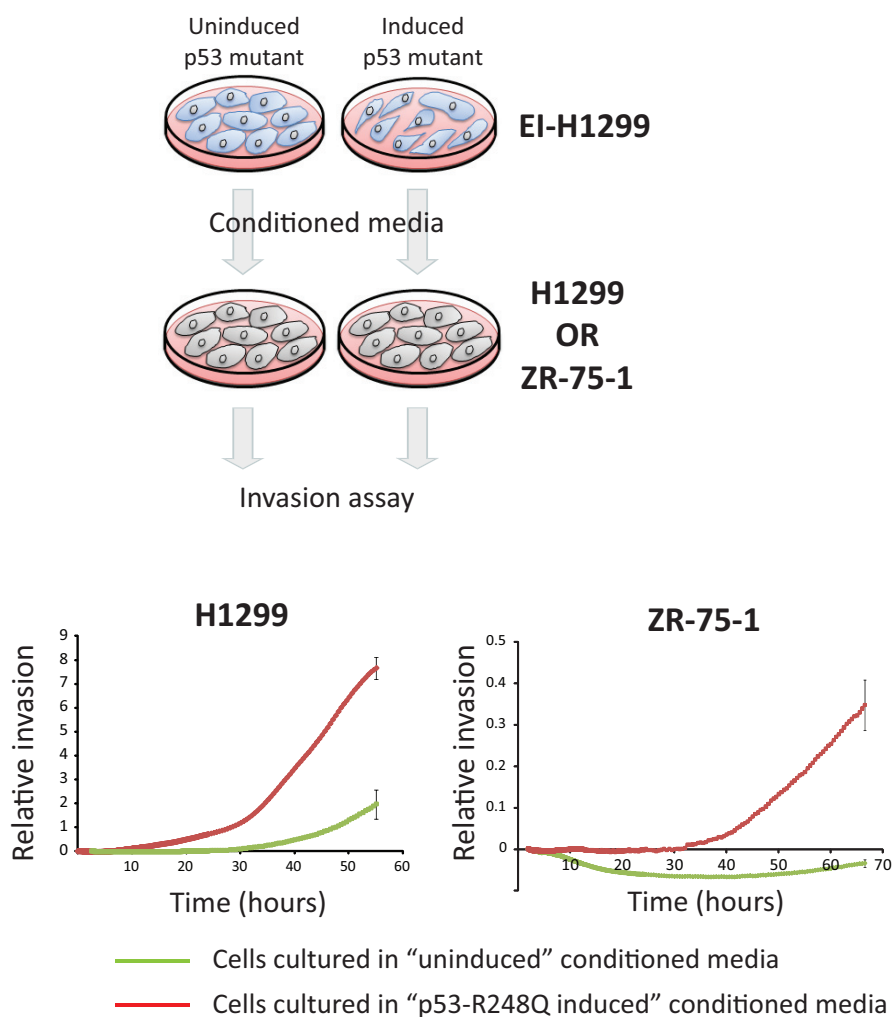 Uninduced
p53 mutant
Induced
p53 mutant
EI-H1299
Conditioned media
H1299
OR
ZR-75-1
Invasion assay
H1299
Relative invasion
9
8
7
6
5
4
3
2
1
0
0 10 20 30 40 50 60
Time (hours)
ZR-75-1
Relative invasion
0.5
0.4
0.3
0.2
0.1
0
10 20 30 40 50 60 70
Time (hours)
Cells cultured in “uninduced” conditioned media
Cells cultured in “p53-R248Q induced” conditioned media